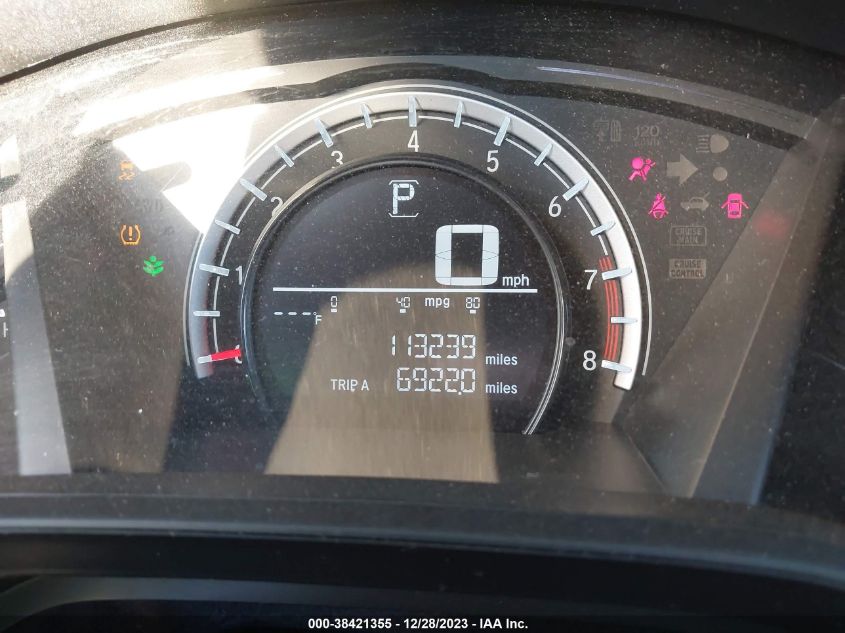 120
P
4
3
5
2
6
1
7
8
0 mph
CRUISE MAIN
CRUISE CONTROL
0 40 mpg 80
---°F
113239 miles
TRIP A 6922.0 miles
H
000-38421355 - 12/28/2023 - IAA Inc.